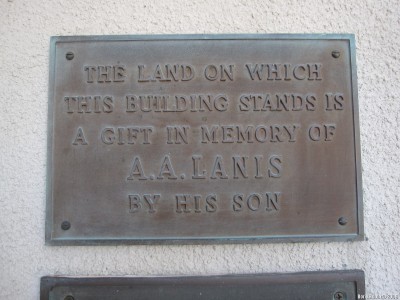 THE LAND ON WHICH
THIS BUILDING STANDS IS
A GIFT IN MEMORY OF
A.A.LANIS
BY HIS SON